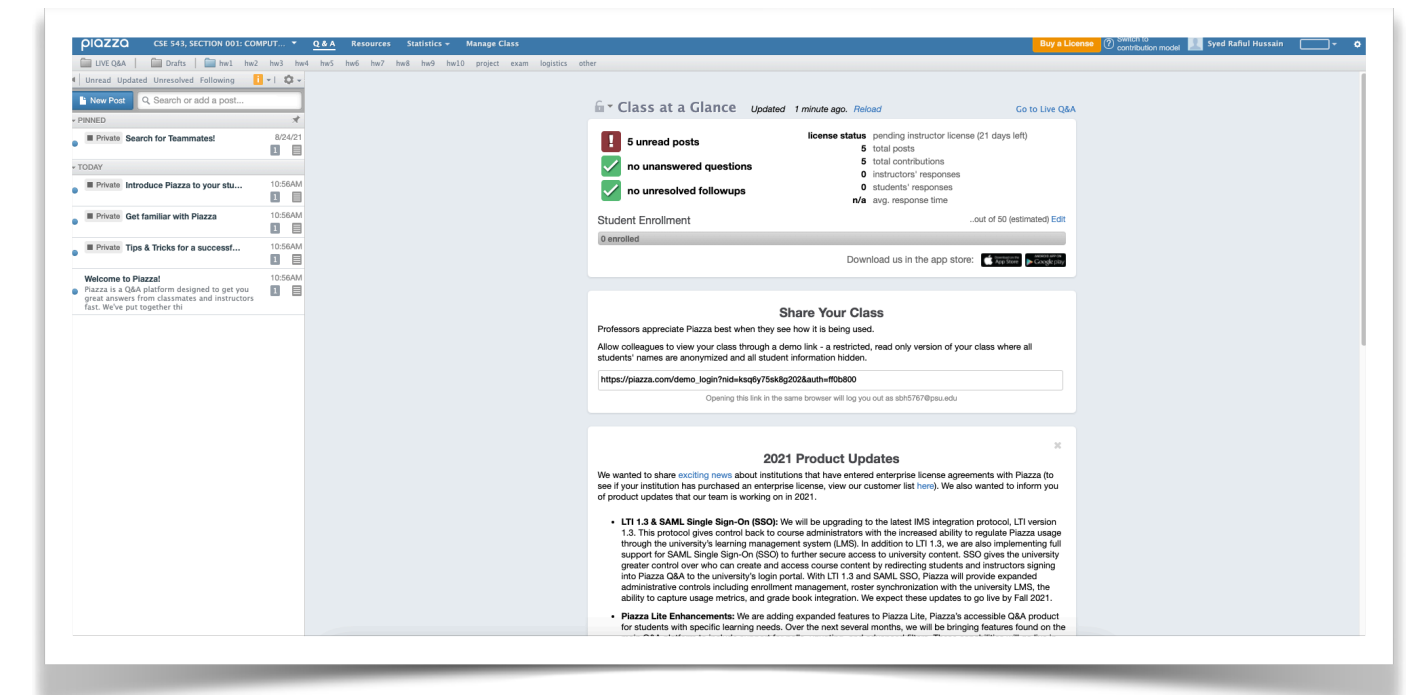 piazza CSE 543, SECTION 001: COMPUT... Q & A Resources Statistics Manage Class Buy a License ? Switch to contribution model Syed Rafiul Hussain
LIVE Q&A Drafts hw1 hw2 hw3 hw4 hw5 hw6 hw7 hw8 hw9 hw10 project exam logistics other
Unread Updated Unresolved Following
New Post Search or add a post...
PINNED
Private Search for Teammates! 8/24/21
1
TODAY
Private Introduce Piazza to your stu... 10:56AM
1
Private Get familiar with Piazza 10:56AM
1
Private Tips & Tricks for a successf... 10:56AM
1
Welcome to Piazza! 10:56AM
Piazza is a Q&A platform designed to get you 1
great answers from classmates and instructors
fast. We've put together thi
Class at a Glance Updated 1 minute ago. Reload Go to Live Q&A
! 5 unread posts
no unanswered questions
no unresolved followups
license status pending instructor license (21 days left)
5 total posts
5 total contributions
0 instructors' responses
0 students' responses
n/a avg. response time
Student Enrollment ..out of 50 (estimated) Edit
0 enrolled
Download us in the app store: App Store Google play
Share Your Class
Professors appreciate Piazza best when they see how it is being used.
Allow colleagues to view your class through a demo link - a restricted, read only version of your class where all
students' names are anonymized and all student information hidden.
https://piazza.com/demo_login?nid=ksq6y75sk8g202&auth=ff0b800
Opening this link in the same browser will log you out as sbh5767@psu.edu
2021 Product Updates
We wanted to share exciting news about institutions that have entered enterprise license agreements with Piazza (to
see if your institution has purchased an enterprise license, view our customer list here). We also wanted to inform you
of product updates that our team is working on in 2021.
• LTI 1.3 & SAML Single Sign-On (SSO): We will be upgrading to the latest IMS integration protocol, LTI version
1.3. This protocol gives control back to course administrators with the increased ability to regulate Piazza usage
through the university's learning management system (LMS). In addition to LTI 1.3, we are also implementing full
support for SAML Single Sign-On (SSO) to further secure access to university content. SSO gives the university
greater control over who can create and access course content by redirecting students and instructors signing
into Piazza Q&A to the university's login portal. With LTI 1.3 and SAML SSO, Piazza will provide expanded
administrative controls including enrollment management, roster synchronization with the university LMS, the
ability to capture usage metrics, and grade book integration. We expect these updates to go live by Fall 2021.
• Piazza Lite Enhancements: We are adding expanded features to Piazza Lite, Piazza's accessible Q&A product
for students with specific learning needs. Over the next several months, we will be bringing features found on the